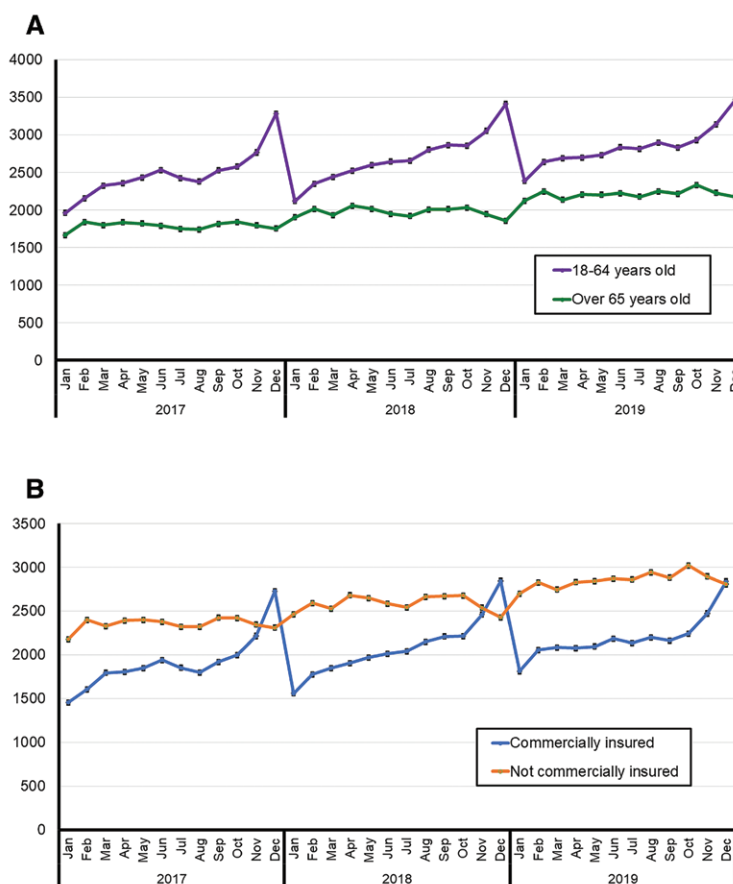 A
4000
3500
3000
2500
2000
1500
1000
500
0
18-64 years old
Over 65 years old
Jan Feb Mar Apr May Jun Jul Aug Sep Oct Nov Dec Jan Feb Mar Apr May Jun Jul Aug Sep Oct Nov Dec Jan Feb Mar Apr May Jun Jul Aug Sep Oct Nov Dec
2017 2018 2019
B
3500
3000
2500
2000
1500
1000
500
0
Commercially insured
Not commercially insured
Jan Feb Mar Apr May Jun Jul Aug Sep Oct Nov Dec Jan Feb Mar Apr May Jun Jul Aug Sep Oct Nov Dec Jan Feb Mar Apr May Jun Jul Aug Sep Oct Nov Dec
2017 2018 2019